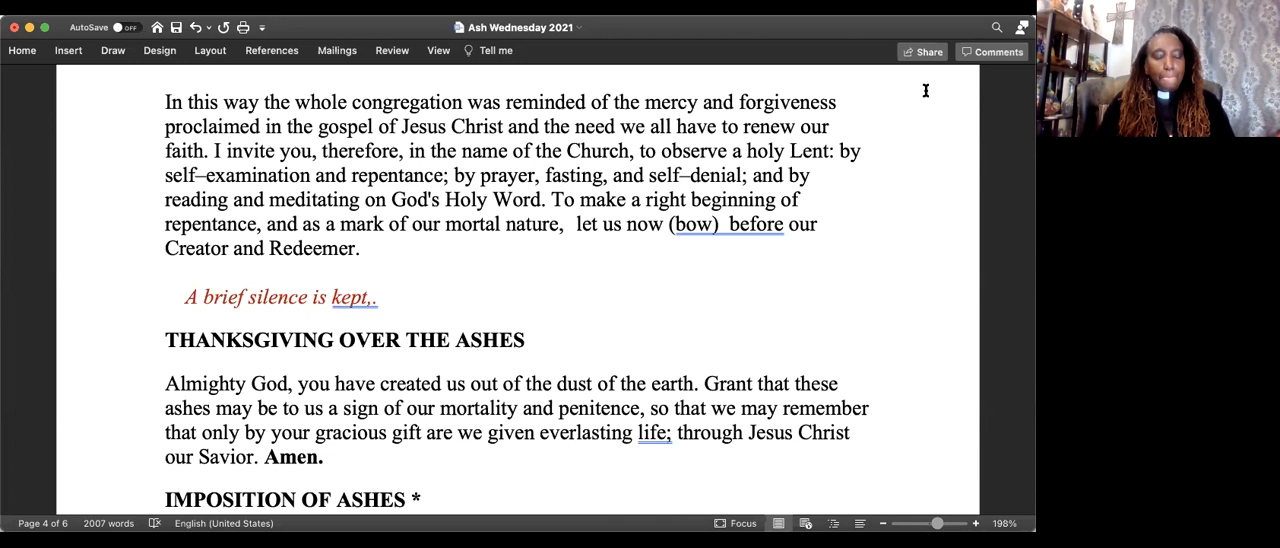 AutoSave OFF Ash Wednesday 2021
Home Insert Draw Design Layout References Mailings Review View Tell me Share Comments
In this way the whole congregation was reminded of the mercy and forgiveness
proclaimed in the gospel of Jesus Christ and the need we all have to renew our
faith. I invite you, therefore, in the name of the Church, to observe a holy Lent: by
self–examination and repentance; by prayer, fasting, and self–denial; and by
reading and meditating on God's Holy Word. To make a right beginning of
repentance, and as a mark of our mortal nature, let us now (bow) before our
Creator and Redeemer.
A brief silence is kept,.
THANKSGIVING OVER THE ASHES
Almighty God, you have created us out of the dust of the earth. Grant that these
ashes may be to us a sign of our mortality and penitence, so that we may remember
that only by your gracious gift are we given everlasting life; through Jesus Christ
our Savior. Amen.
IMPOSITION OF ASHES *
Page 4 of 6 2007 words English (United States) Focus 198%